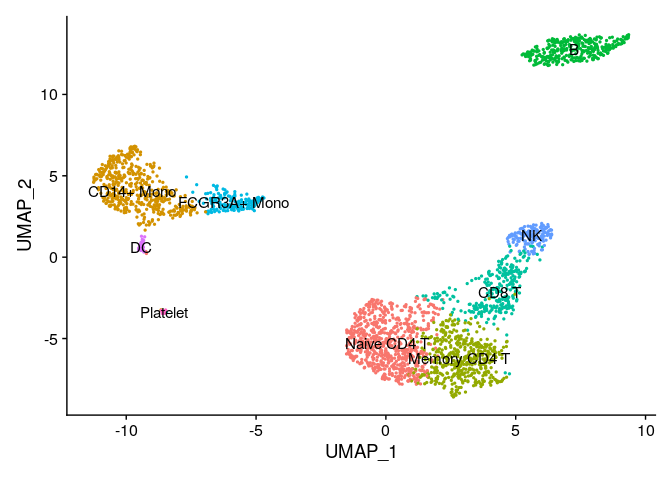 B
10
5
CD14+ Mono
FCGR3A+ Mono
UMAP_2
NK
DC
0
CD8 T
Platelet
Naive CD4 T
-5
Memory CD4 T
-10
-5
0
5
10
UMAP_1